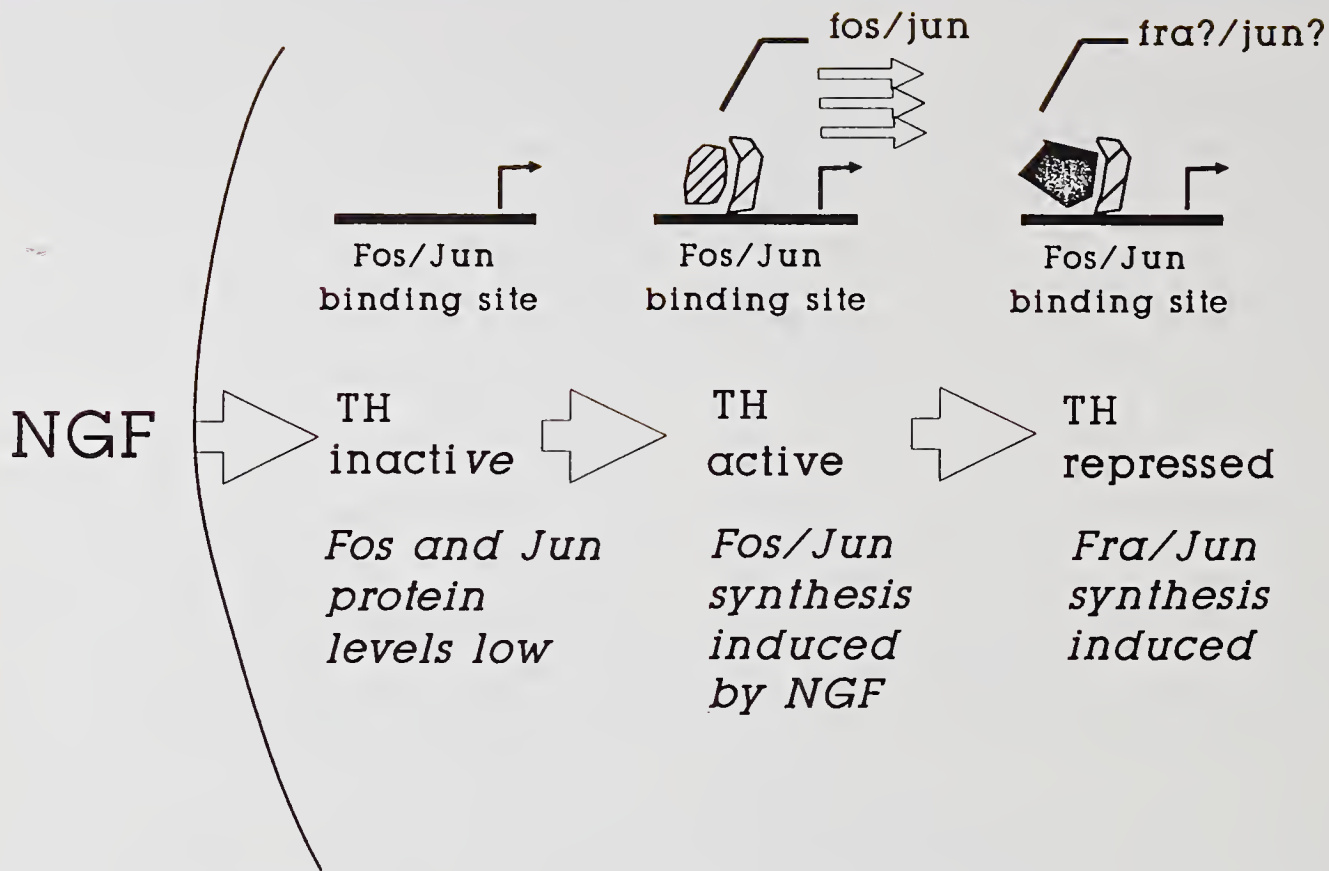 fos/jun
fra?/jun?
Fos/Jun
binding site
Fos/Jun
binding site
Fos/Jun
binding site
NGF
TH
inactive
TH
active
TH
repressed
Fos and Jun
protein
levels low
Fos/Jun
synthesis
induced
by NGF
Fra/Jun
synthesis
induced